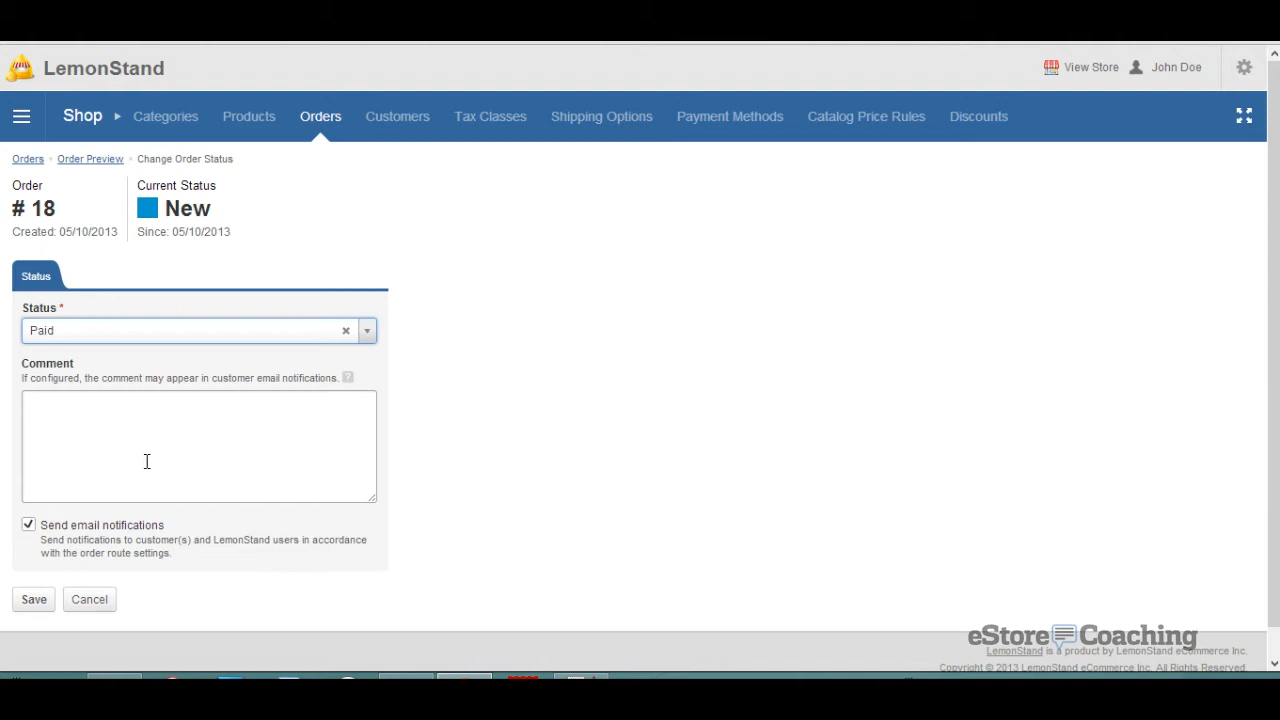 LemonStand
View Store John Doe
Shop Categories Products Orders Customers Tax Classes Shipping Options Payment Methods Catalog Price Rules Discounts
Orders Order Preview Change Order Status
Order
# 18
Created: 05/10/2013
Current Status
New
Since: 05/10/2013
Status
Status *
Paid
Comment
If configured, the comment may appear in customer email notifications. ?
Send email notifications
Send notifications to customer(s) and LemonStand users in accordance
with the order route settings.
Save Cancel
eStore Coaching
LemonStand is a product by LemonStand eCommerce Inc.
Copyright © 2013 LemonStand eCommerce Inc. All Rights Reserved.